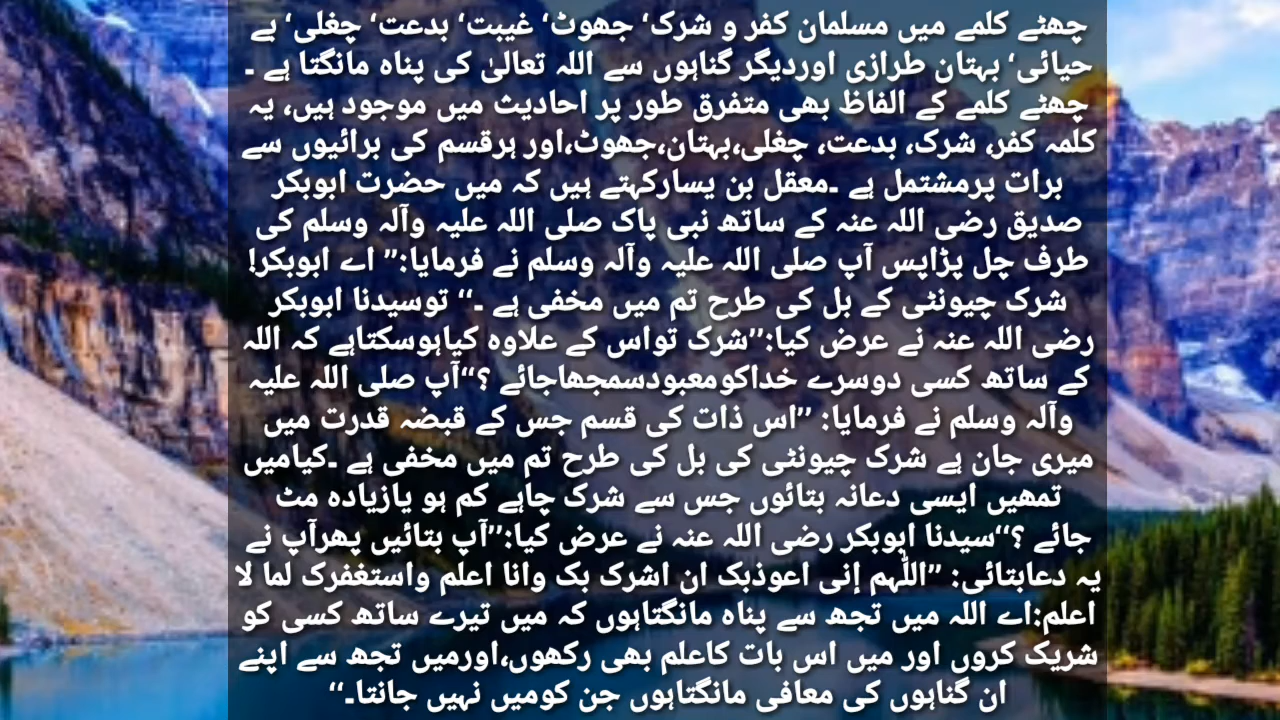 چھٹے کلمے میں مسلمان کفر و شرک‘ جھوٹ‘ غیبت‘ بدعت‘ چغلی‘ بے
حیائی‘ بہتان طرازی اوردیگر گناہوں سے اللہ تعالیٰ کی پناہ مانگتا ہے ۔
چھٹے کلمے کے الفاظ بھی متفرق طور پر احادیث میں موجود ہیں، یہ
کلمہ کفر، شرک، بدعت، چغلی،بہتان،جھوٹ،اور ہرقسم کی برائیوں سے
برات پرمشتمل ہے ۔معقل بن یسارکہتے ہیں کہ میں حضرت ابوبکر
صدیق رضی اللہ عنہ کے ساتھ نبی پاک صلی اللہ علیہ وآلہ وسلم کی
طرف چل پڑاپس آپ صلی اللہ علیہ وآلہ وسلم نے فرمایا:’’ اے ابوبکر!
شرک چیونٹی کے بل کی طرح تم میں مخفی ہے ۔‘‘ توسیدنا ابوبکر
رضی اللہ عنہ نے عرض کیا:’’شرک تواس کے علاوہ کیاہوسکتاہے کہ اللہ
کے ساتھ کسی دوسرے خداکومعبودسمجھاجائے ؟‘‘آپ صلی اللہ علیہ
وآلہ وسلم نے فرمایا: ’’اس ذات کی قسم جس کے قبضہ قدرت میں
میری جان ہے شرک چیونٹی کی بل کی طرح تم میں مخفی ہے ۔کیامیں
تمھیں ایسی دعانہ بتائوں جس سے شرک چاہے کم ہو یازیادہ مٹ
جائے ؟‘‘سیدنا ابوبکر رضی اللہ عنہ نے عرض کیا:’’آپ بتائیں پھرآپ نے
یہ دعابتائی: ’’اللّٰہم إنی اعوذبک ان اشرک بک وانا اعلم واستغفرک لما لا
اعلم:اے اللہ میں تجھ سے پناہ مانگتاہوں کہ میں تیرے ساتھ کسی کو
شریک کروں اور میں اس بات کاعلم بھی رکھوں،اورمیں تجھ سے اپنے
ان گناہوں کی معافی مانگتاہوں جن کومیں نہیں جانتا۔‘‘